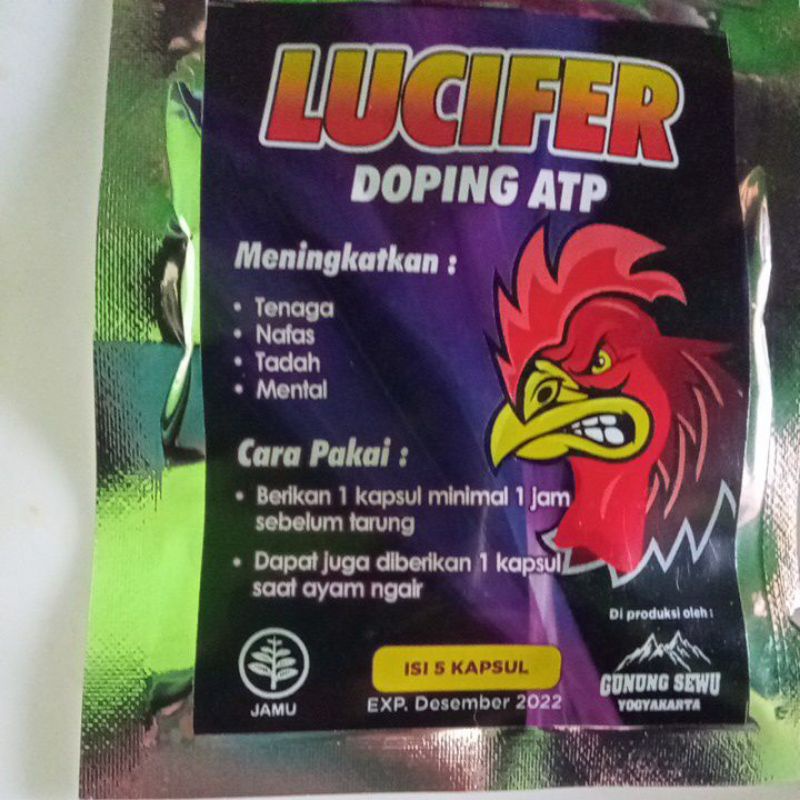 LUCIFER
DOPING ATP
Meningkatkan :
• Tenaga
• Nafas
• Tadah
• Mental
Cara Pakai :
• Berikan 1 kapsul minimal 1 jam
sebelum tarung
• Dapat juga diberikan 1 kapsul
saat ayam ngair
Di produksi oleh :
GUNUNG SEWU
YOGYAKARTA
JAMU
ISI 5 KAPSUL
EXP. Desember 2022